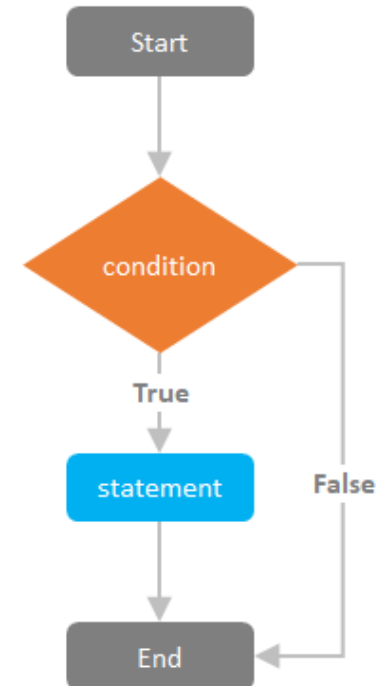 Start
condition
True
statement
False
End